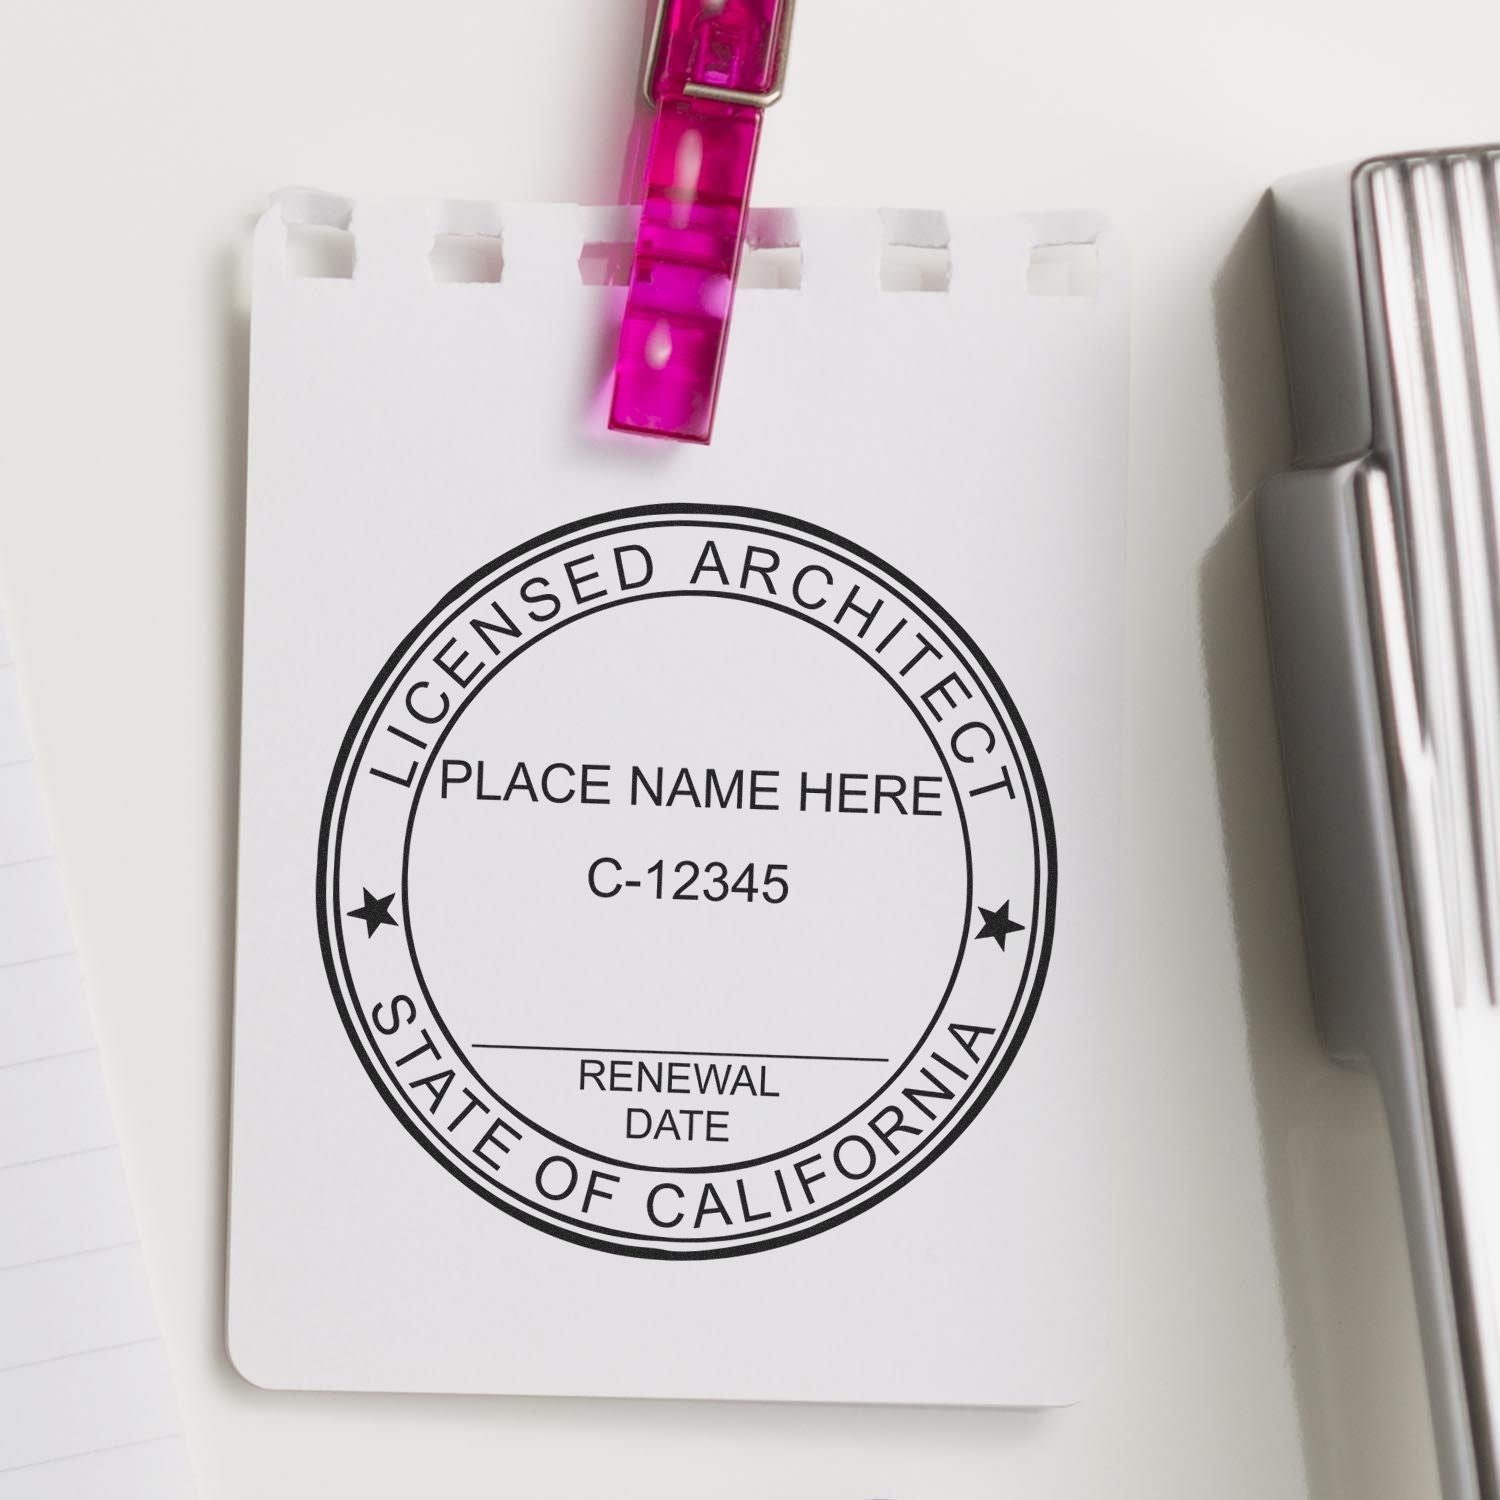 LICENSED ARCHITECT
PLACE NAME HERE
C-12345
RENEWAL
DATE
STATE OF CALIFORNIA